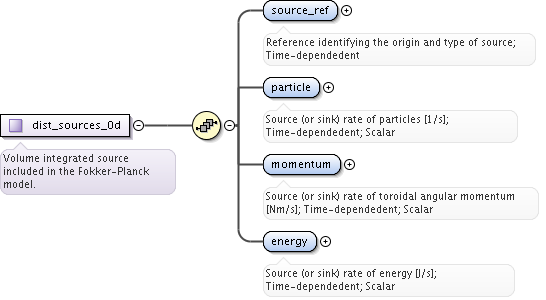 source_ref
Reference identifying the origin and type of source;
Time-dependedent
particle
Source (or sink) rate of particles [1/s];
Time-dependedent; Scalar
dist_sources_0d
Volume integrated source
included in the Fokker-Planck
model.
momentum
Source (or sink) rate of toroidal angular momentum
[Nm/s]; Time-dependedent; Scalar
energy
Source (or sink) rate of energy [J/s];
Time-dependedent; Scalar